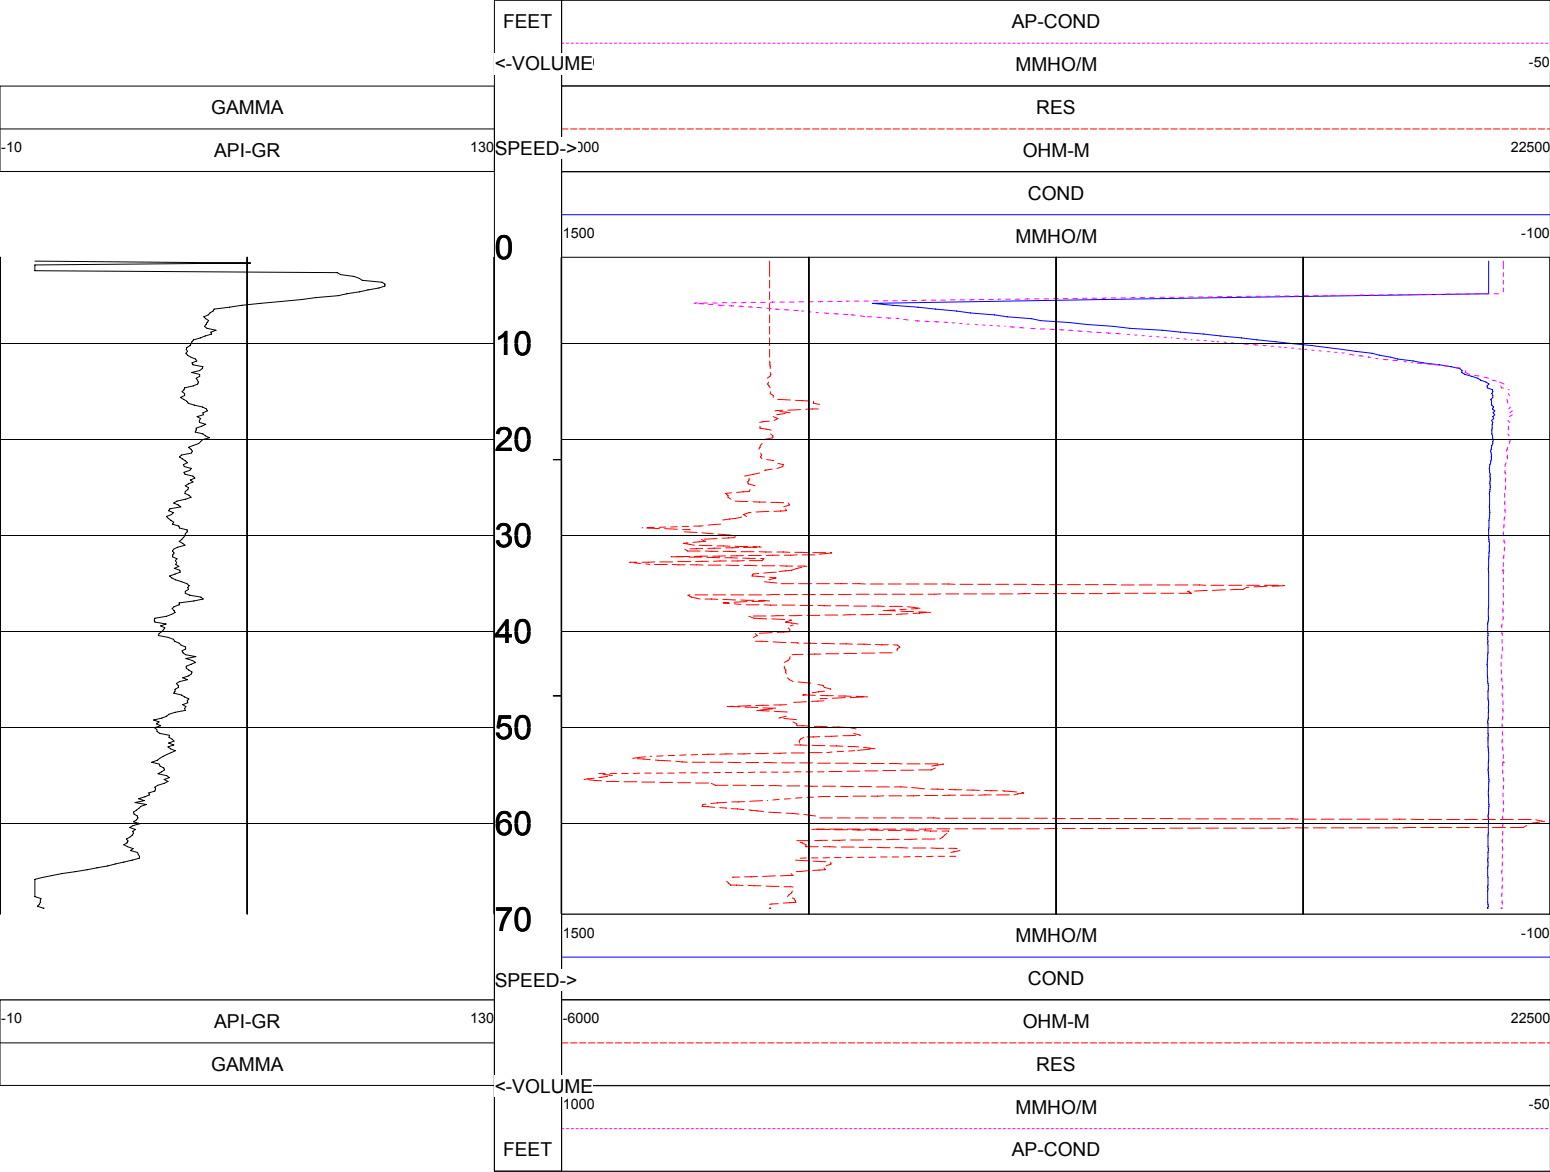 FEET AP-COND
<-VOLUME MMHO/M -50
GAMMA RES
-10 API-GR 130 SPEED-> 000 OHM-M 22500
COND
1500 MMHO/M -100
0
10
20
30
40
50
60
70
1500 MMHO/M -100
SPEED-> COND
-10 API-GR 130 -6000 OHM-M 22500
GAMMA RES
<-VOLUME
1000 MMHO/M -50
FEET AP-COND